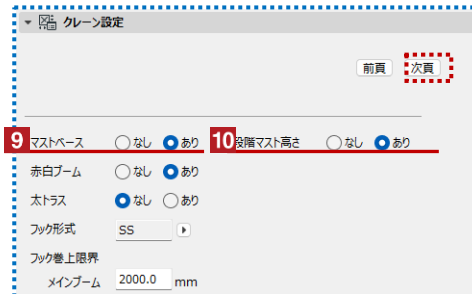 クレーン設定
前頁 次頁
9 マストベース なし あり 10 段階マスト高さ なし あり
赤白ブーム なし あり
太トラス なし あり
フック形式 SS
フック巻上限界
メインブーム 2000.0 mm